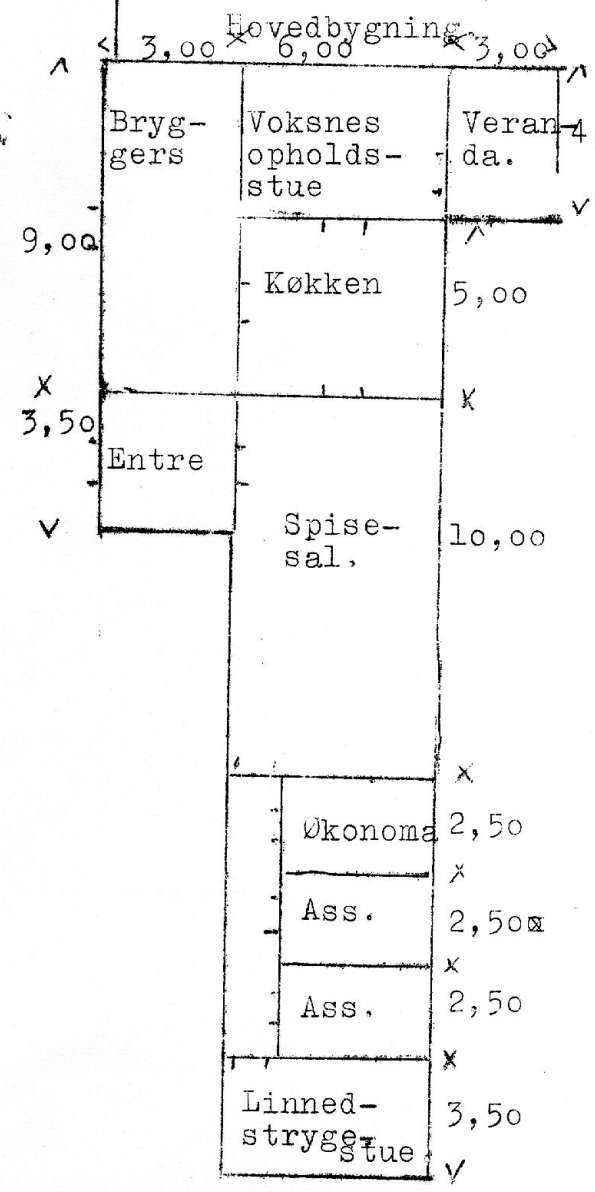 Hovedbygning
3,00 6,00 3,00
Bryg-
gers
Voksnes
opholds-
stue
Veran-
da.
4
9,00
Køkken
5,00
3,50
Entre
Spise-
sal.
10,00
Økonoma
2,50
Ass.
2,50
Ass.
2,50
Linned-
stryge-
stue
3,50